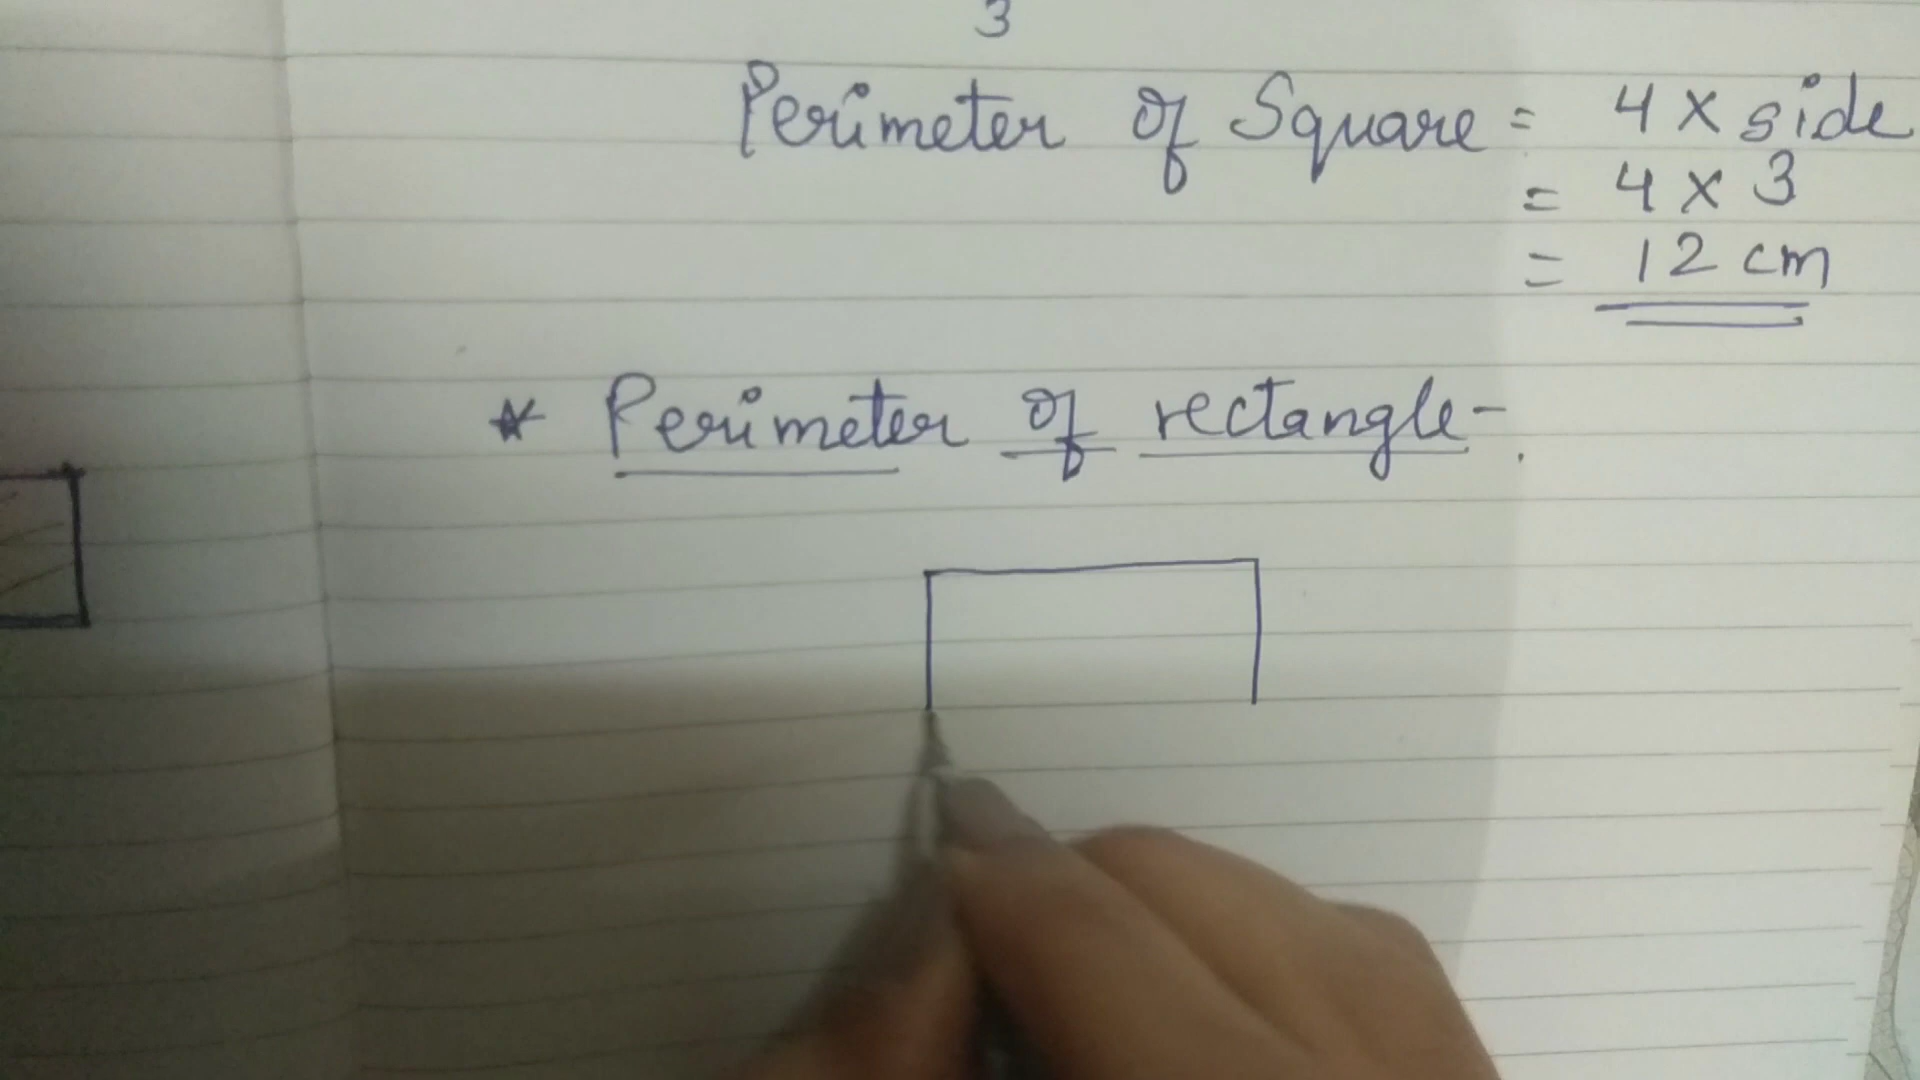 3
Perimeter of Square = 4 x side
= 4 x 3
= 12 cm
* Perimeter of rectangle-